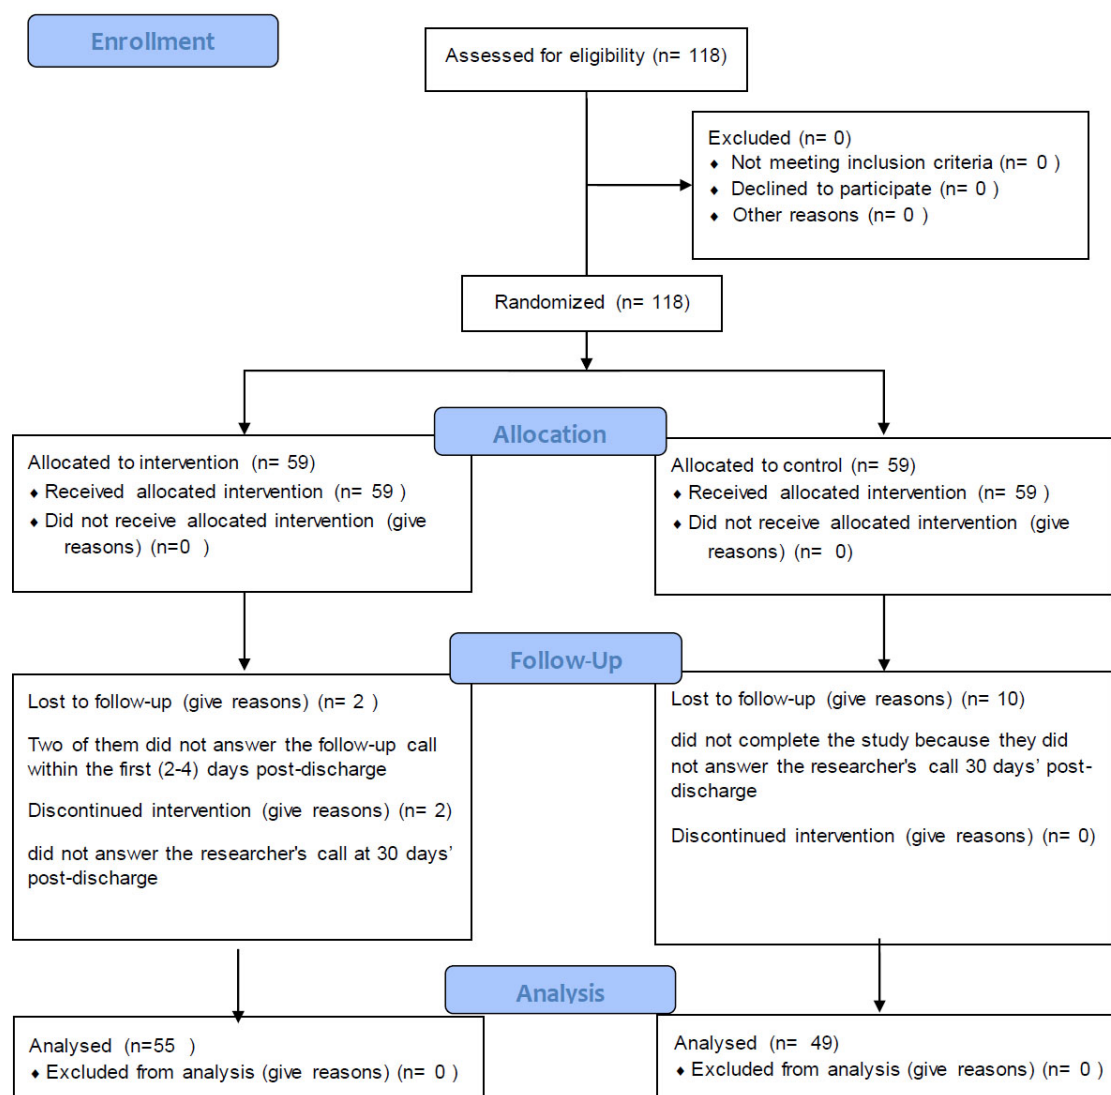 Enrollment
Assessed for eligibility (n= 118)
Excluded (n= 0)
♦ Not meeting inclusion criteria (n= 0 )
♦ Declined to participate (n= 0 )
♦ Other reasons (n= 0 )
Randomized (n= 118)
Allocation
Allocated to intervention (n= 59)
♦ Received allocated intervention (n= 59 )
♦ Did not receive allocated intervention (give
reasons) (n=0 )
Allocated to control (n= 59)
♦ Received allocated intervention (n= 59 )
♦ Did not receive allocated intervention (give
reasons) (n= 0)
Follow-Up
Lost to follow-up (give reasons) (n= 2 )
Two of them did not answer the follow-up call
within the first (2-4) days post-discharge
Discontinued intervention (give reasons) (n= 2)
did not answer the researcher's call at 30 days'
post-discharge
Lost to follow-up (give reasons) (n= 10)
did not complete the study because they did
not answer the researcher's call 30 days' post-
discharge
Discontinued intervention (give reasons) (n= 0)
Analysis
Analysed (n=55 )
♦ Excluded from analysis (give reasons) (n= 0 )
Analysed (n= 49)
♦ Excluded from analysis (give reasons) (n= 0 )